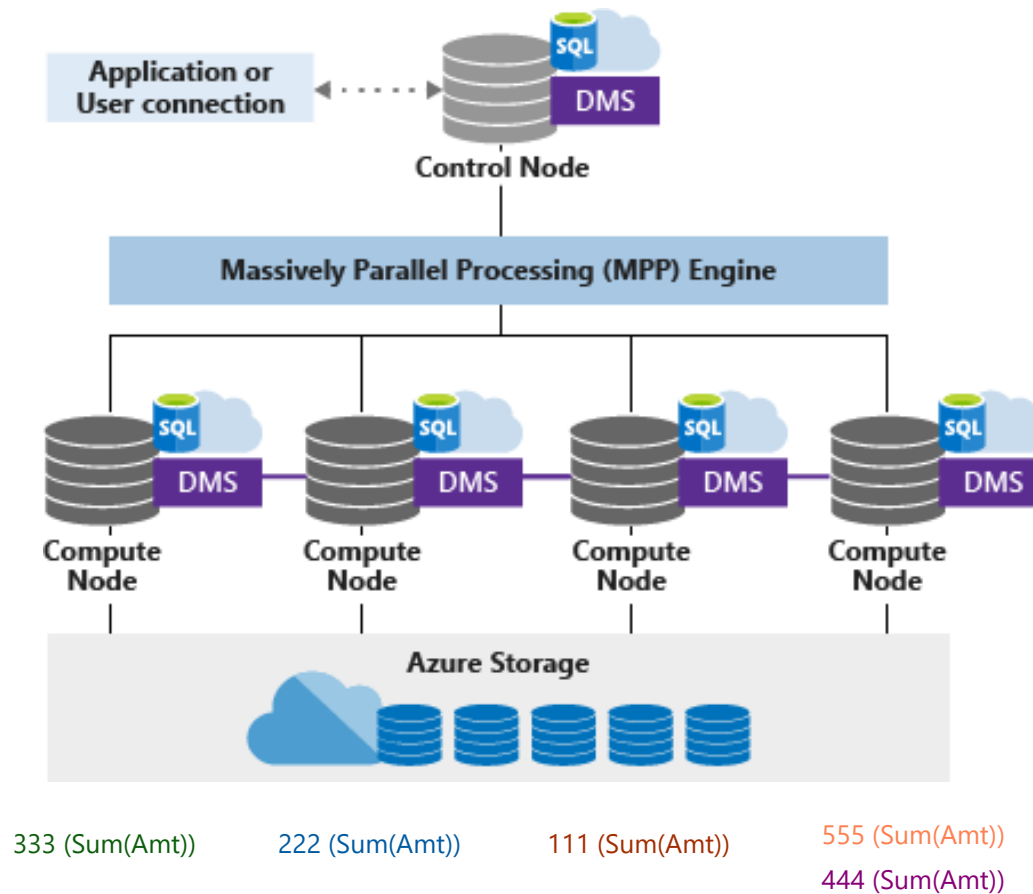 SQL
Application or
User connection
DMS
Control Node
Massively Parallel Processing (MPP) Engine
SQL SQL SQL SQL
DMS DMS DMS DMS
Compute Compute Compute Compute
Node Node Node Node
Azure Storage
333 (Sum(Amt)) 222 (Sum(Amt)) 111 (Sum(Amt)) 555 (Sum(Amt))
444 (Sum(Amt))